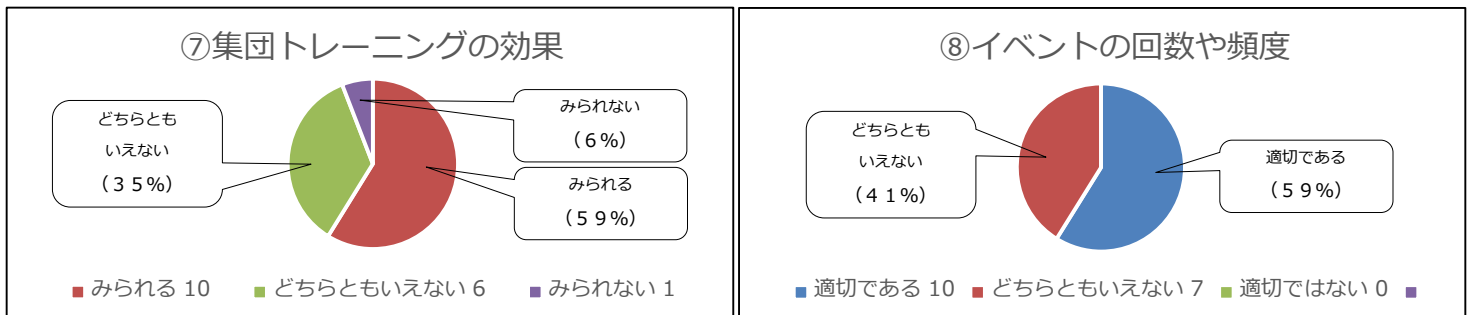 ⑦集団トレーニングの効果
どちらとも
いえない
(35%)
みられない
(6%)
みられる
(59%)
みられる 10 どちらともいえない 6 みられない 1
⑧イベントの回数や頻度
どちらとも
いえない
(41%)
適切である
(59%)
適切である 10 どちらともいえない 7 適切ではない 0